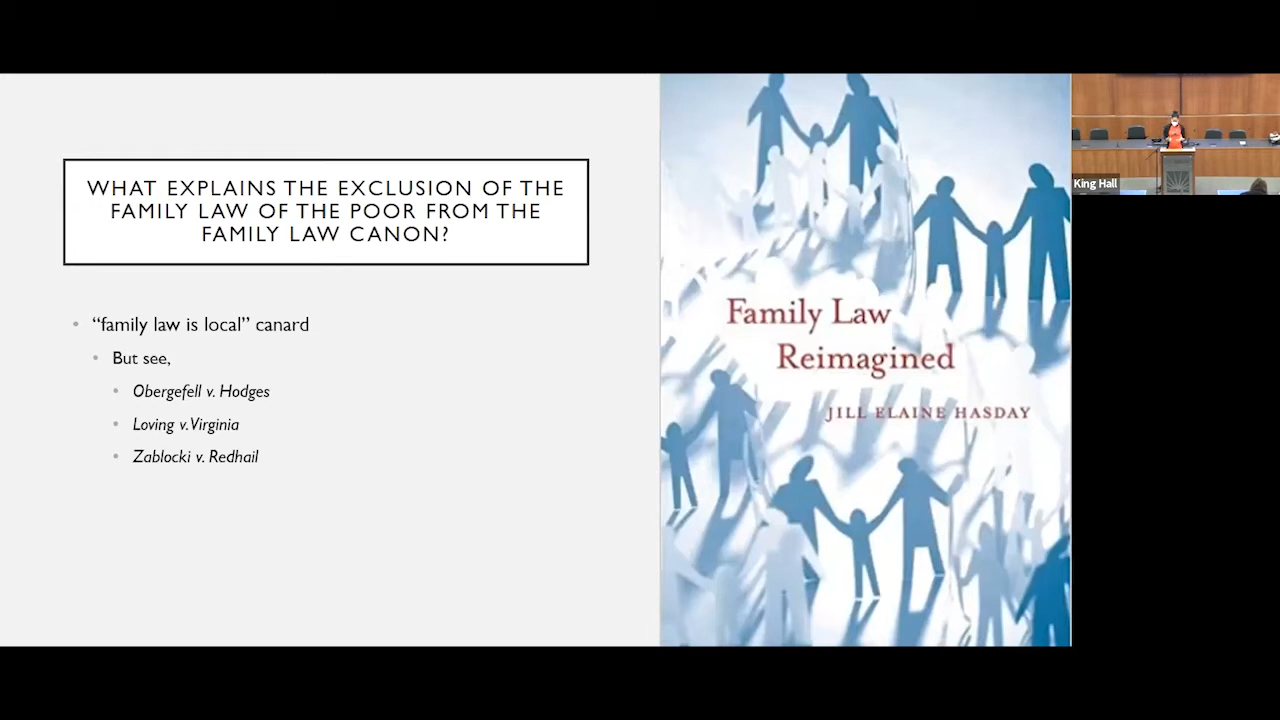 WHAT EXPLAINS THE EXCLUSION OF THE
FAMILY LAW OF THE POOR FROM THE
FAMILY LAW CANON?
• “family law is local” canard
• But see,
• Obergefell v. Hodges
• Loving v. Virginia
• Zablocki v. Redhail
Family Law
Reimagined
JILL ELAINE HASDAY
King Hall